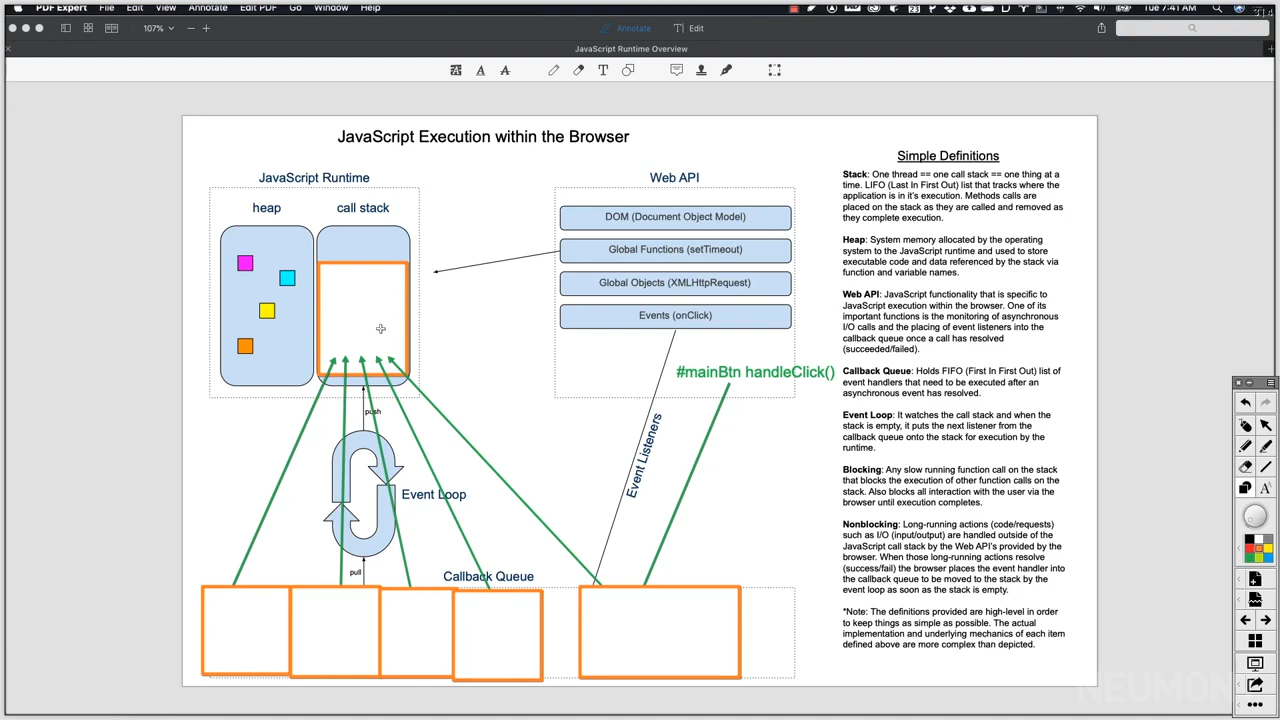 PDF Expert File Edit View Annotate Edit PDF Go Window Help
23
Tue 7:41 AM
107%
Annotate
Edit
JavaScript Runtime Overview
JavaScript Execution within the Browser
JavaScript Runtime
heap
call stack
push
Event Loop
pull
Callback Queue
Web API
DOM (Document Object Model)
Global Functions (setTimeout)
Global Objects (XMLHttpRequest)
Events (onClick)
#mainBtn handleClick()
Event Listeners
Simple Definitions
Stack: One thread == one call stack == one thing at a
time. LIFO (Last In First Out) list that tracks where the
application is in it's execution. Methods calls are
placed on the stack as they are called and removed as
they complete execution.
Heap: System memory allocated by the operating
system to the JavaScript runtime and used to store
executable code and data referenced by the stack via
function and variable names.
Web API: JavaScript functionality that is specific to
JavaScript execution within the browser. One of its
important functions is the monitoring of asynchronous
I/O calls and the placing of event listeners into the
callback queue once a call has resolved
(succeeded/failed).
Callback Queue: Holds FIFO (First In First Out) list of
event handlers that need to be executed after an
asynchronous event has resolved.
Event Loop: It watches the call stack and when the
stack is empty, it puts the next listener from the
callback queue onto the stack for execution by the
runtime.
Blocking: Any slow running function call on the stack
that blocks the execution of other function calls on the
stack. Also blocks all interaction with the user via the
browser until execution completes.
Nonblocking: Long-running actions (code/requests)
such as I/O (input/output) are handled outside of the
JavaScript call stack by the Web API's provided by the
browser. When those long-running actions resolve
(success/fail) the browser places the event handler into
the callback queue to be moved to the stack by the
event loop as soon as the stack is empty.
*Note: The definitions provided are high-level in order
to keep things as simple as possible. The actual
implementation and underlying mechanics of each item
defined above are more complex than depicted.